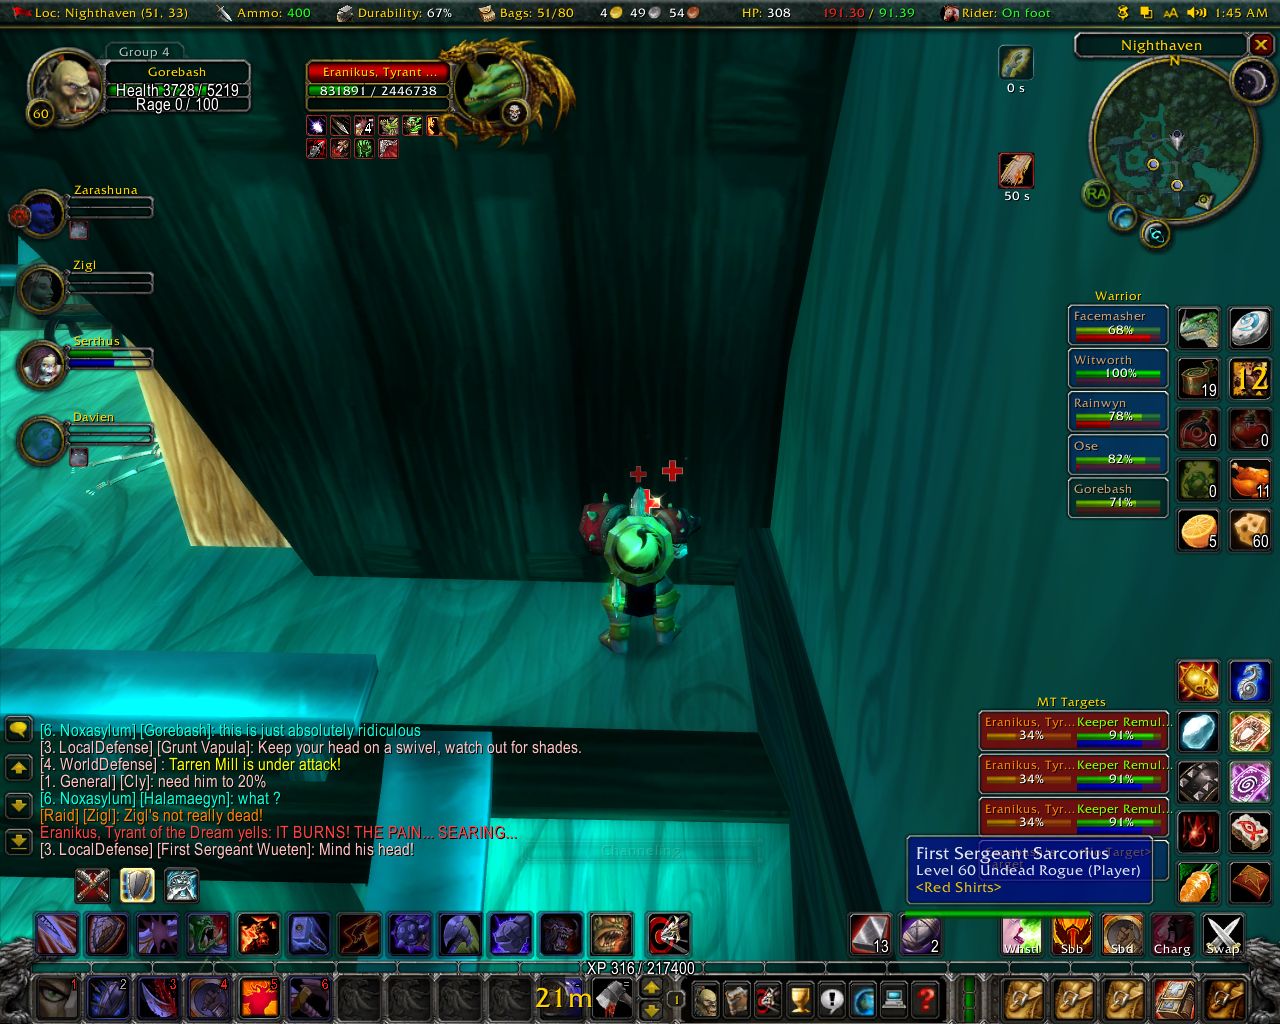 Loc: Nighthaven (51, 33)
Ammo: 400
Durability: 67%
Bags: 51/80
4 49 54
HP: 308
191.30 / 91.39
Rider: On foot
1:45 AM
Group 4
Gorebash
Health 3728 / 5219
Rage 0 / 100
60
Eranikus, Tyrant ...
831891 / 2446738
4
0 s
50 s
Nighthaven
N
RA
Zarashuna
Zigl
Serthus
Davien
Warrior
Facemasher
68%
Witworth
100%
Rainwyn
78%
Ose
82%
Gorebash
71%
19
12
0
0
0
11
5
60
MT Targets
Eranikus, Tyr... Keeper Remul...
34% 91%
Eranikus, Tyr... Keeper Remul...
34% 91%
Eranikus, Tyr... Keeper Remul...
34% 91%
First Sergeant Sarcorius
Level 60 Undead Rogue (Player)
<Red Shirts>
[6. Noxasylum] [Gorebash]: this is just absolutely ridiculous
[3. LocalDefense] [Grunt Vapula]: Keep your head on a swivel, watch out for shades.
[4. WorldDefense] : Tarren Mill is under attack!
[1. General] [Cly]: need him to 20%
[6. Noxasylum] [Halamaegyn]: what ?
[Raid] [Zigl]: Zigl's not really dead!
Eranikus, Tyrant of the Dream yells: IT BURNS! THE PAIN... SEARING...
[3. LocalDefense] [First Sergeant Wueten]: Mind his head!
Channeling
13
2
Whsd
Sbb
Sbd
Charg
Swap
XP 316 / 217400
1
2
3
4
5
6
21m
=
1